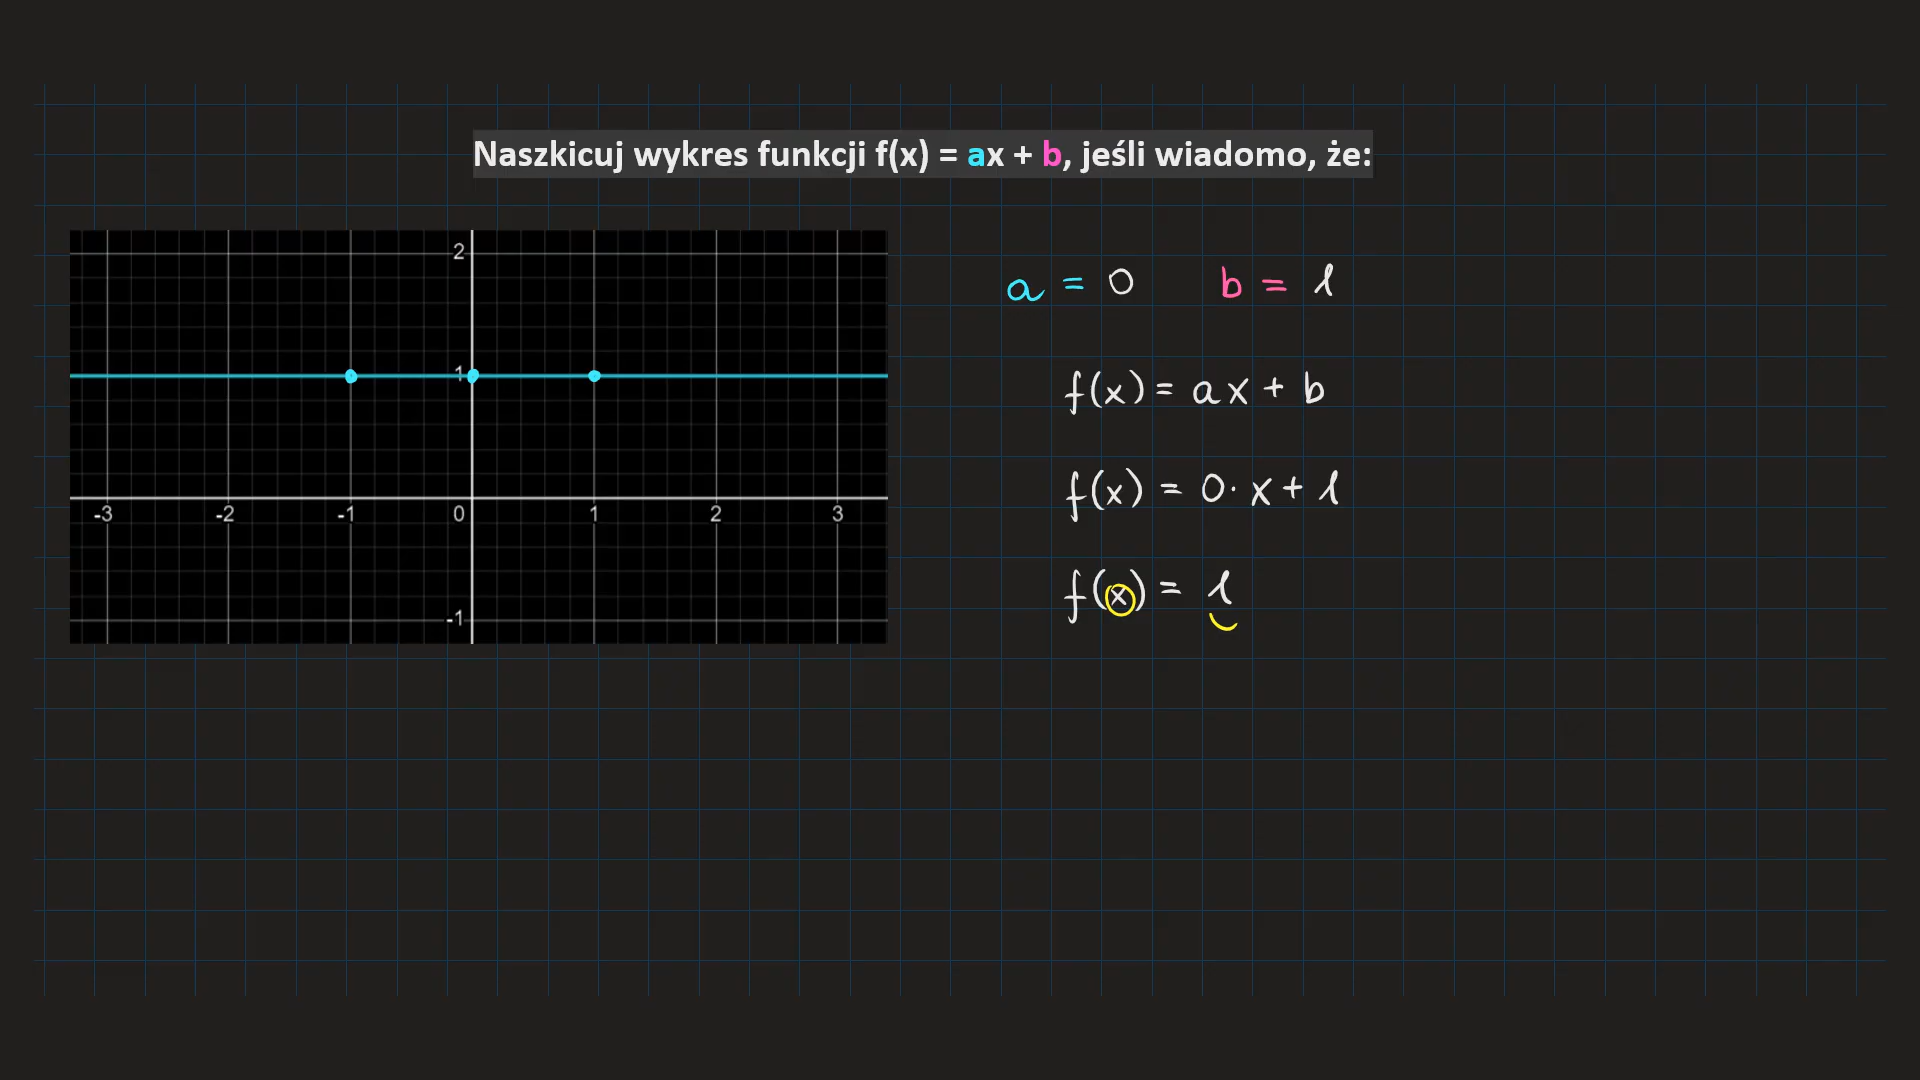 Naszkicuj wykres funkcji f(x) = ax + b, jeśli wiadomo, że:
2
1
-3 -2 -1 0 1 2 3
-1
a = 0 b = 1
f(x) = ax + b
f(x) = 0· x + 1
f(x) = 1